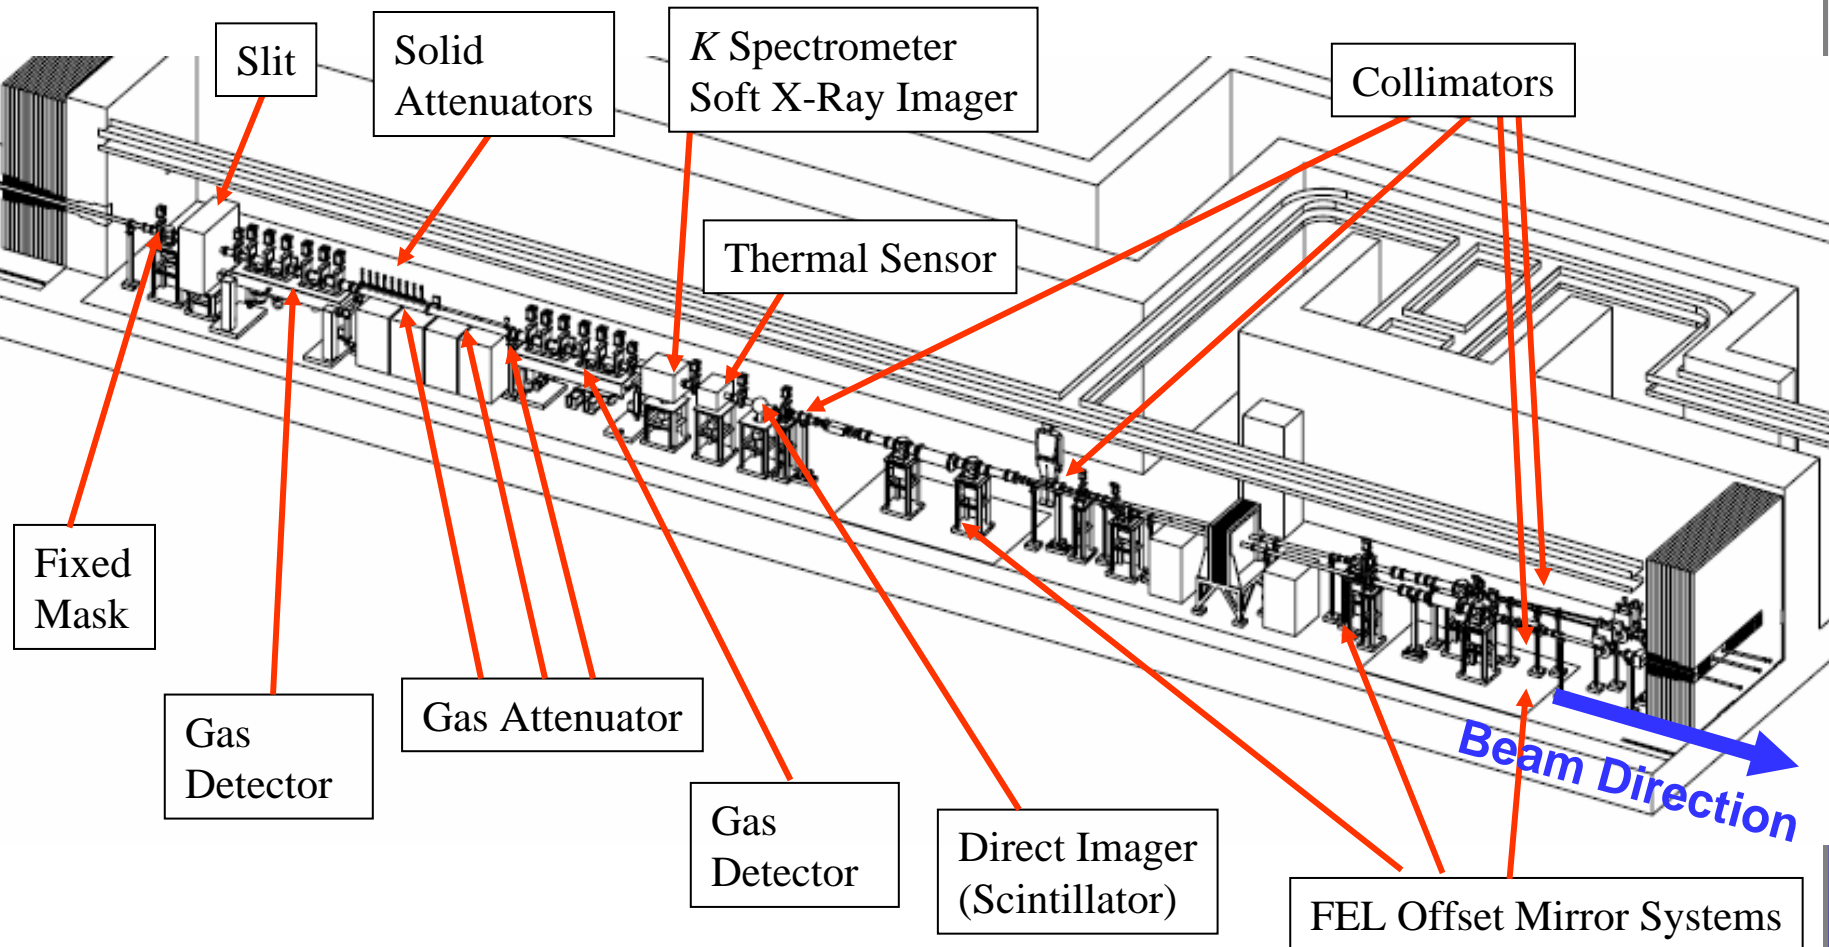 Slit
Solid
Attenuators
K Spectrometer
Soft X-Ray Imager
Collimators
Thermal Sensor
Fixed
Mask
Gas
Detector
Gas Attenuator
Gas
Detector
Direct Imager
(Scintillator)
Beam Direction
FEL Offset Mirror Systems